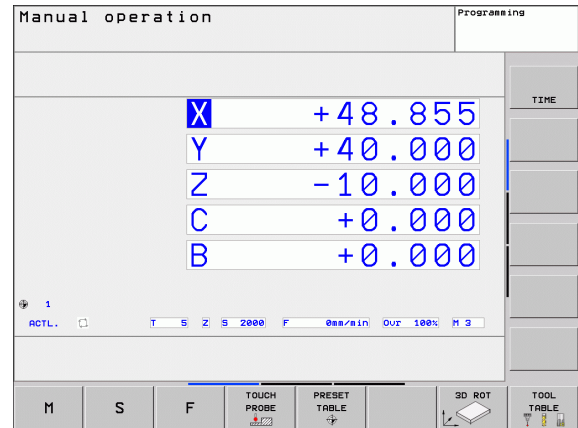 Manual operation
Programming
TIME
X +48.855
Y +40.000
Z -10.000
C +0.000
B +0.000
1
ACTL. T 5 Z S 2000 F 0mm/min Ovr 100% M 3
M S F TOUCH PROBE PRESET TABLE 3D ROT TOOL TABLE